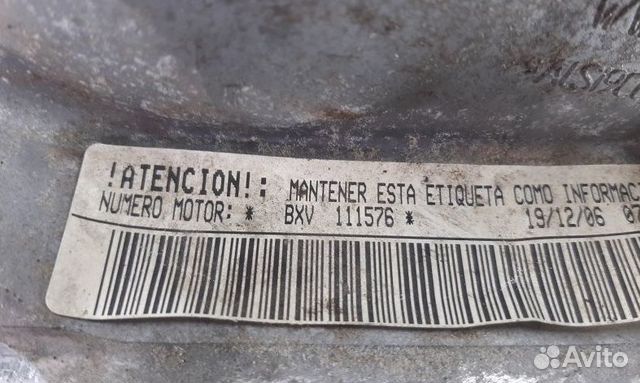 !ATENCION!: MANTENER ESTA ETIQUETA COMO INFORMAC
NUMERO MOTOR: * BXV 111576 * 19/12/06
Avito